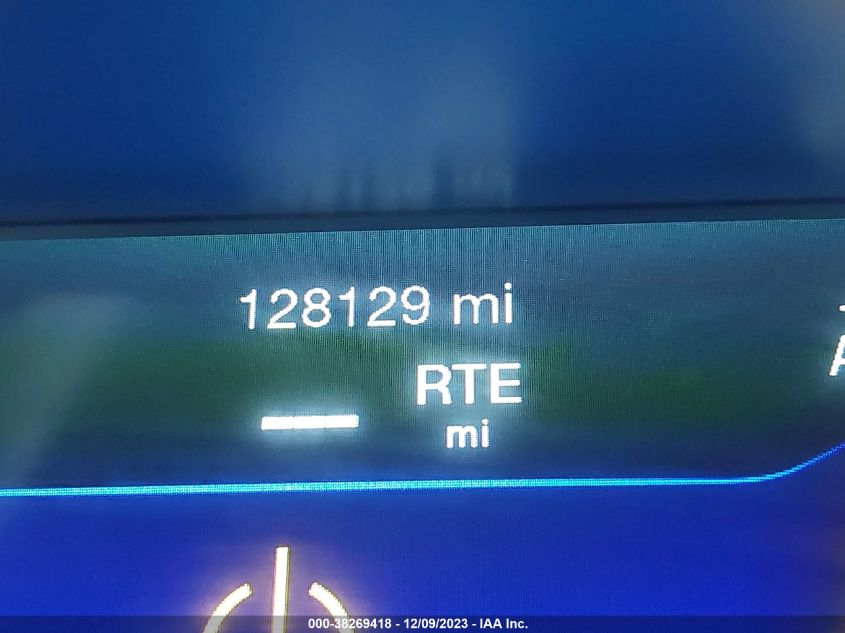 128129 mi
RTE
mi
000-38269418 - 12/09/2023 - IAA Inc.